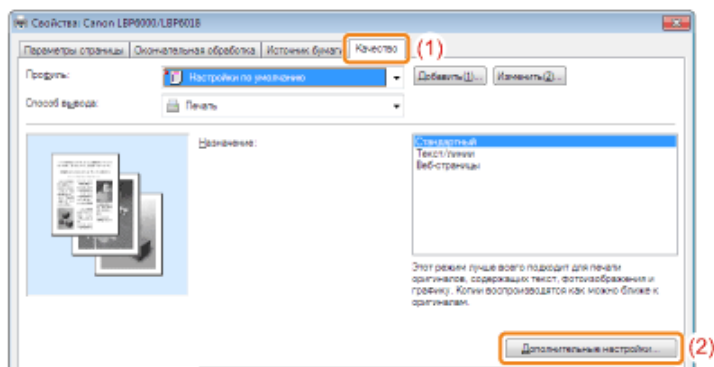 Свойства: Canon LBP6000/LBP6018
Параметры страницы Окончательная обработка Источник бумаги Качество (1)
Профиль: Настройки по умолчанию Добавить(1)... Изменить(2)...
Способ вывода: Печать
Назначение:
Стандартный
Текст/линии
Веб-страницы
Этот режим лучше всего подходит для печати
оригиналов, содержащих текст, фотоизображения и
графику. Копии воспроизводятся как можно ближе к
оригиналам.
Дополнительные настройки... (2)